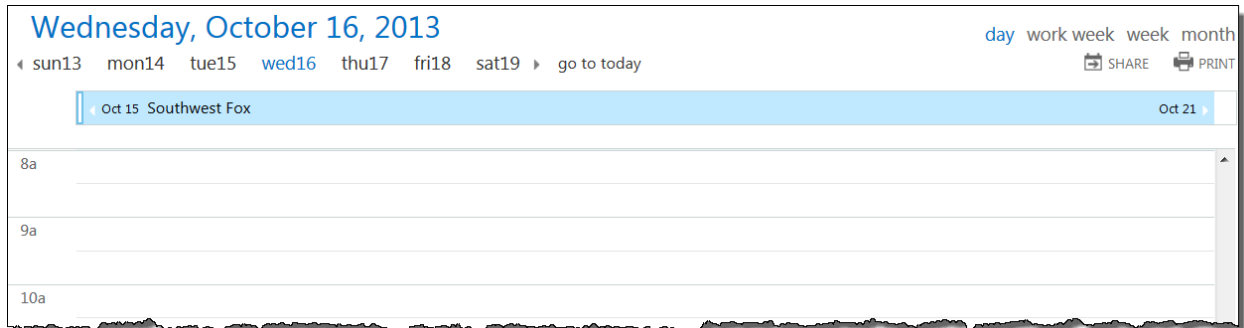 Wednesday, October 16, 2013
day work week week month
sun13 mon14 tue15 wed16 thu17 fri18 sat19 go to today
SHARE PRINT
Oct 15 Southwest Fox Oct 21
8a
9a
10a